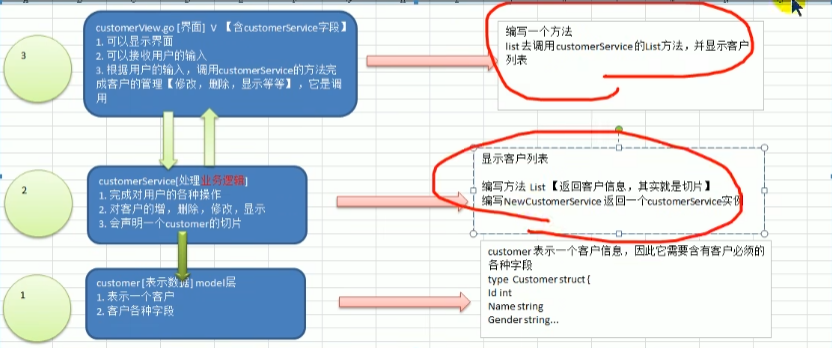 3
customerView.go [界面] V 【含customerService字段】
1. 可以显示界面
2. 可以接收用户的输入
3. 根据用户的输入，调用customerService的方法完
成客户的管理【修改，删除，显示等等】，它是调
用
编写一个方法
list 去调用customerService 的List方法，并显示客户
列表
2
customerService[处理业务逻辑]
1. 完成对用户的各种操作
2. 对客户的增，删除，修改，显示
3. 会声明一个customer的切片
显示客户列表
编写方法 List 【返回客户信息，其实就是切片】
编写NewCustomerService 返回一个customerService实例
1
customer [表示数据] model层
1. 表示一个客户
2. 客户各种字段
customer 表示一个客户信息，因此它需要含有客户必须的
各种字段
type Customer struct {
Id int
Name string
Gender string...